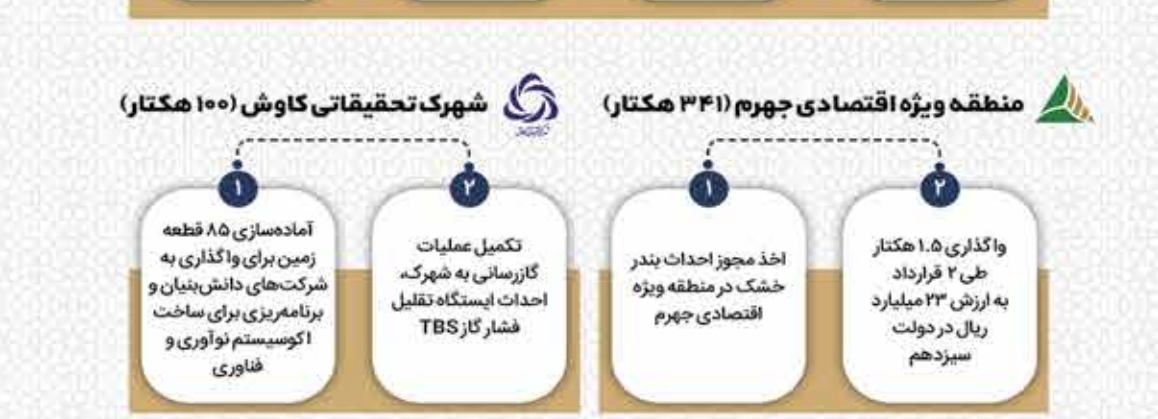 منطقه ویژه اقتصادی جهرم (۳۴۱ هکتار)
۲
واگذاری ۱.۵ هکتار
طی ۲ قرارداد
به ارزش ۲۳ میلیارد
ریال در دولت
سیزدهم
۱
اخذ مجوز احداث بندر
خشک در منطقه ویژه
اقتصادی جهرم
شهرک تحقیقاتی کاوش (۱۰۰ هکتار)
۲
تکمیل عملیات
گازرسانی به شهرک،
احداث ایستگاه تقلیل
فشار گاز TBS
۱
آماده‌سازی ۸۵ قطعه
زمین برای واگذاری به
شرکت‌های دانش‌بنیان و
برنامه‌ریزی برای ساخت
اکوسیستم نوآوری و
فناوری